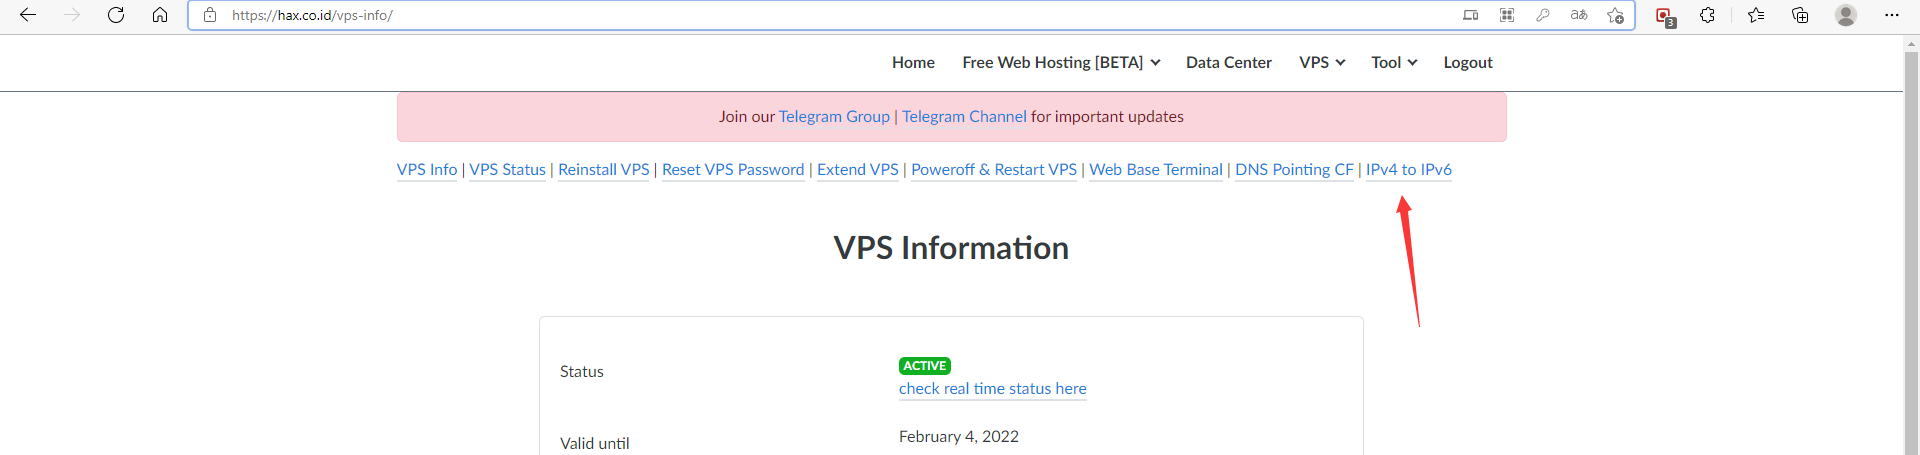 https://hax.co.id/vps-info/
aあ
3
Home Free Web Hosting [BETA] Data Center VPS Tool Logout
Join our Telegram Group | Telegram Channel for important updates
VPS Info | VPS Status | Reinstall VPS | Reset VPS Password | Extend VPS | Poweroff & Restart VPS | Web Base Terminal | DNS Pointing CF | IPv4 to IPv6
VPS Information
Status ACTIVE
check real time status here
Valid until February 4, 2022